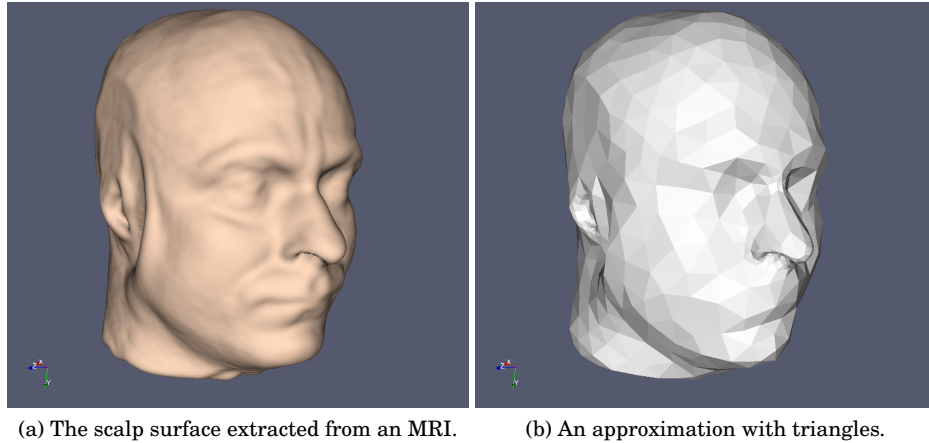 (a) The scalp surface extracted from an MRI.
(b) An approximation with triangles.